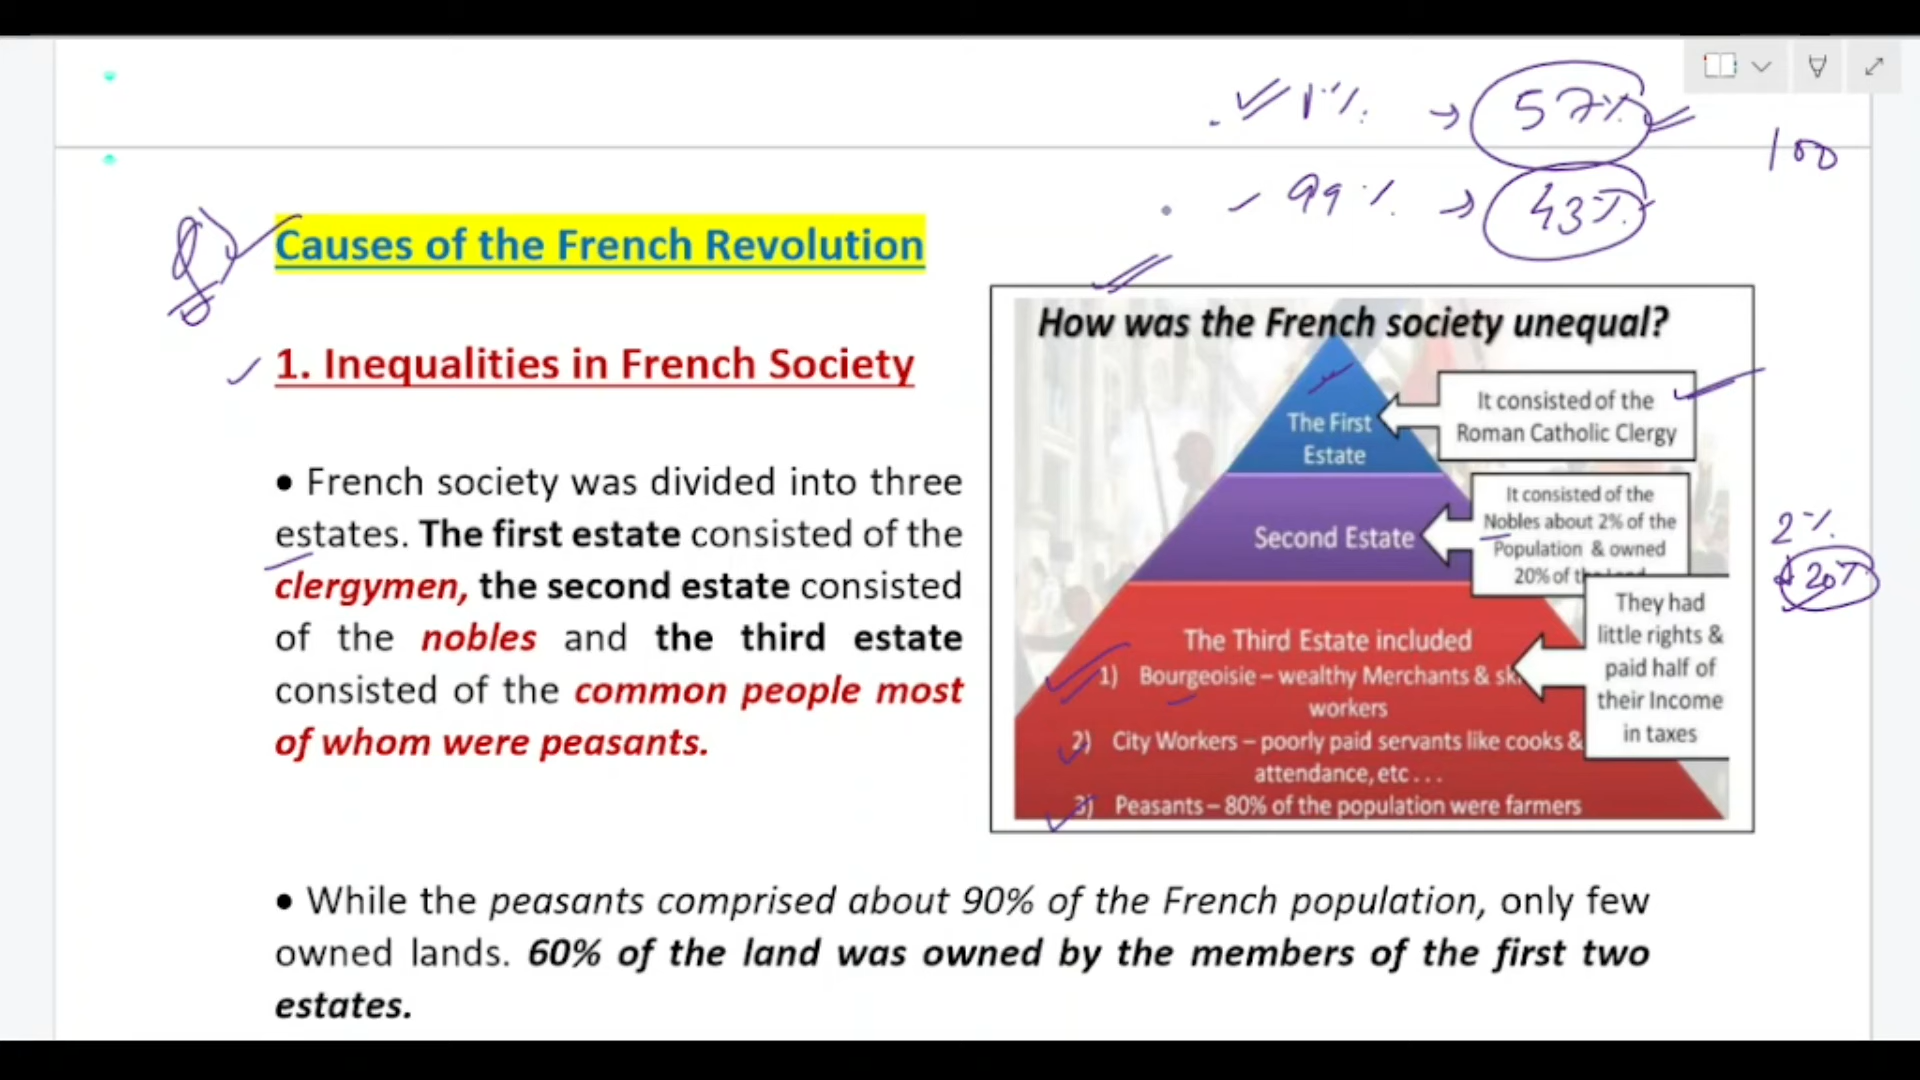 1% → 57%
100
99% → 43%
Causes of the French Revolution
1. Inequalities in French Society
• French society was divided into three
estates. The first estate consisted of the
clergymen, the second estate consisted
of the nobles and the third estate
consisted of the common people most
of whom were peasants.
How was the French society unequal?
The First
Estate
It consisted of the
Roman Catholic Clergy
Second Estate
It consisted of the
Nobles about 2% of the
Population & owned
20% of
2%
20%
The Third Estate included
1) Bourgeoisie – wealthy Merchants &
workers
2) City Workers – poorly paid servants like cooks &
attendance, etc . . .
3) Peasants – 80% of the population were farmers
They had
little rights &
paid half of
their Income
in taxes
• While the peasants comprised about 90% of the French population, only few
owned lands. 60% of the land was owned by the members of the first two
estates.